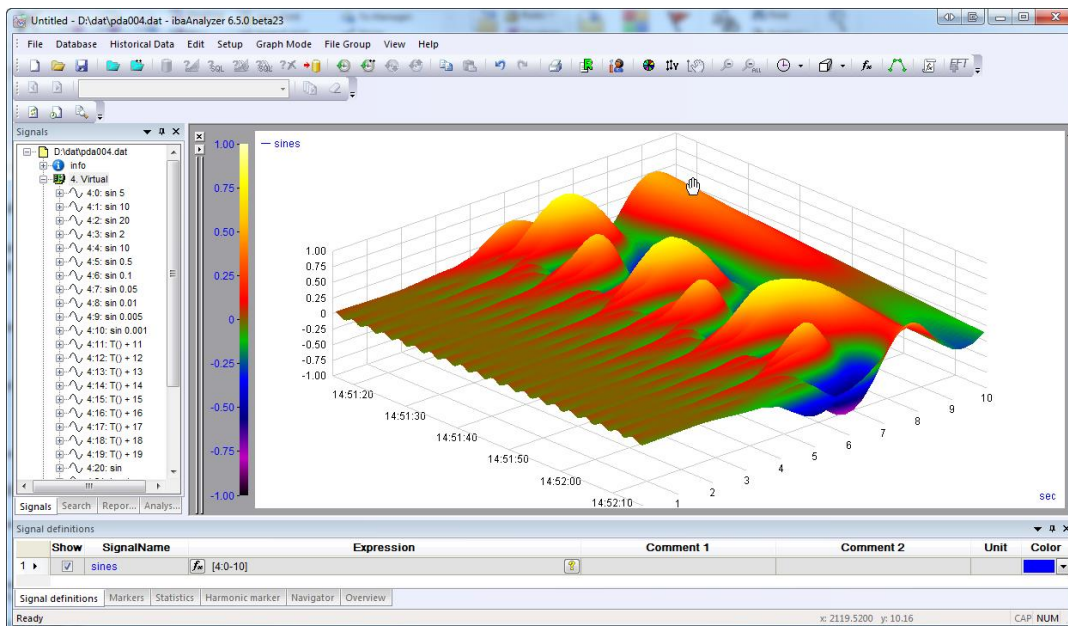 Untitled - D:\dat\pda004.dat - ibaAnalyzer 6.5.0 beta23
File Database Historical Data Edit Setup Graph Mode File Group View Help
Signals
D:\dat\pda004.dat
info
4. Virtual
4:0: sin 5
4:1: sin 10
4:2: sin 20
4:3: sin 2
4:4: sin 10
4:5: sin 0.5
4:6: sin 0.1
4:7: sin 0.05
4:8: sin 0.01
4:9: sin 0.005
4:10: sin 0.001
4:11: T() + 11
4:12: T() + 12
4:13: T() + 13
4:14: T() + 14
4:15: T() + 15
4:16: T() + 16
4:17: T() + 17
4:18: T() + 18
4:19: T() + 19
4:20: sin
Signals Search Repor... Analys...
1.00
0.75
0.50
0.25
0
-0.25
-0.50
-0.75
-1.00
sines
1.00
0.75
0.50
0.25
0
-0.25
-0.50
-0.75
-1.00
14:51:20
14:51:30
14:51:40
14:51:50
14:52:00
14:52:10
1
2
3
4
5
6
7
8
9
10
sec
Signal definitions
Show SignalName Expression Comment 1 Comment 2 Unit Color
1 sines fx [4:0-10] ?
Signal definitions Markers Statistics Harmonic marker Navigator Overview
Ready x: 2119.5200 y: 10.16 CAP NUM